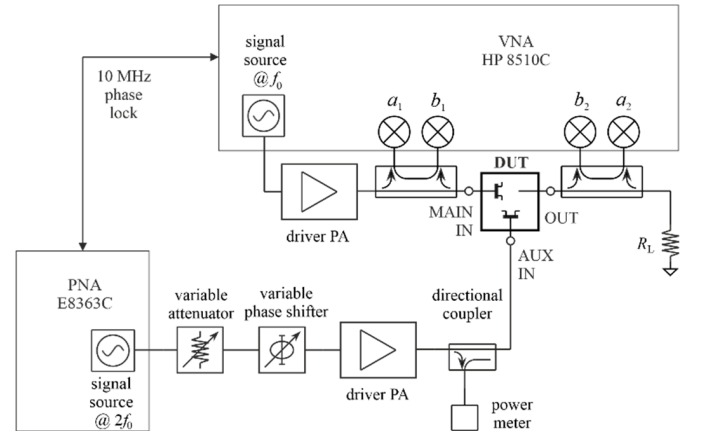 signal
source
@ f₀
VNA
HP 8510C
10 MHz
phase
lock
a₁
b₁
b₂
a₂
DUT
MAIN
IN
OUT
driver PA
R_L
AUX
IN
PNA
E8363C
variable
attenuator
variable
phase shifter
directional
coupler
signal
source
@ 2f₀
Φ
driver PA
power
meter